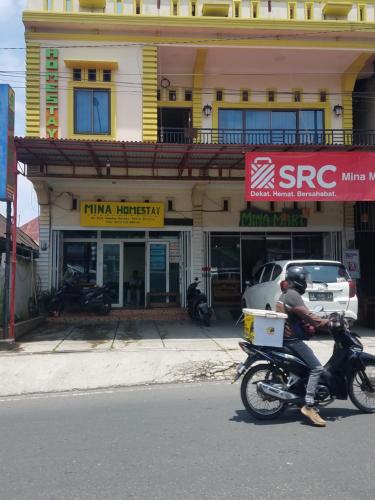 HOMESTAY
SRC Mina M
Dekat. Hemat. Bersahabat.
MINA HOMESTAY
MINA MART